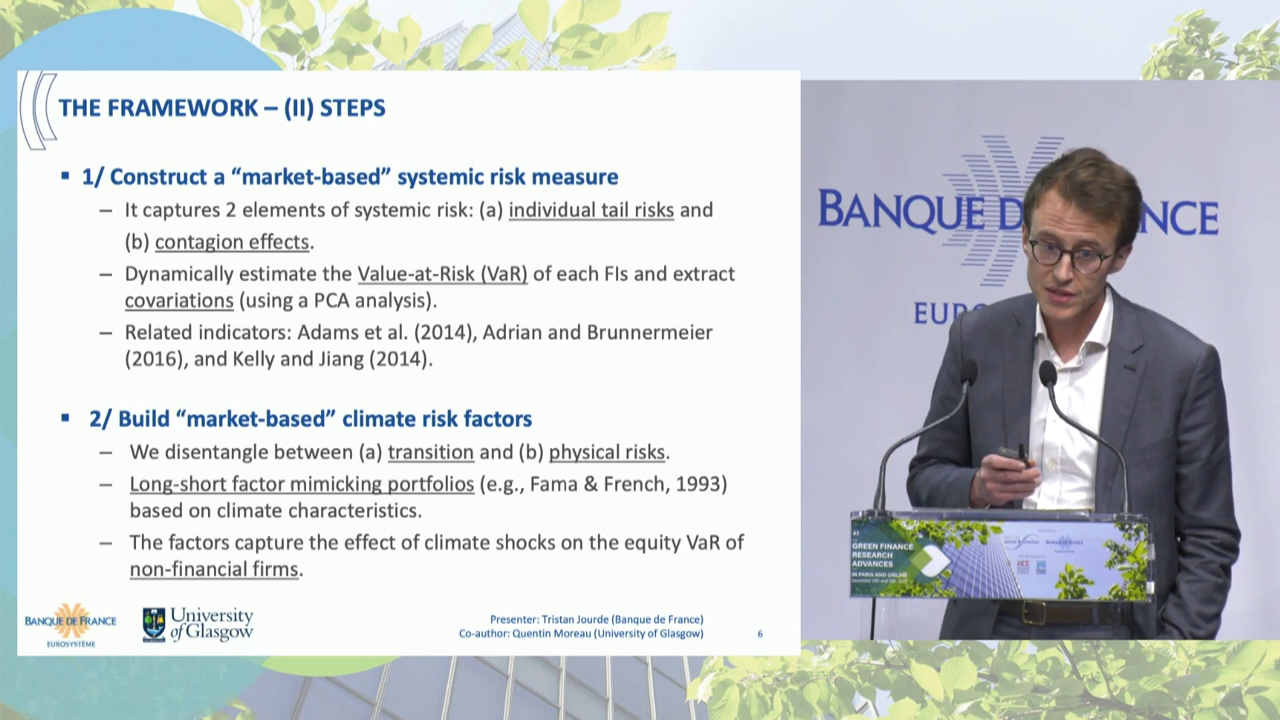 THE FRAMEWORK – (II) STEPS
▪ 1/ Construct a “market-based” systemic risk measure
– It captures 2 elements of systemic risk: (a) individual tail risks and
(b) contagion effects.
– Dynamically estimate the Value-at-Risk (VaR) of each FIs and extract
covariations (using a PCA analysis).
– Related indicators: Adams et al. (2014), Adrian and Brunnermeier
(2016), and Kelly and Jiang (2014).
▪ 2/ Build “market-based” climate risk factors
– We disentangle between (a) transition and (b) physical risks.
– Long-short factor mimicking portfolios (e.g., Fama & French, 1993)
based on climate characteristics.
– The factors capture the effect of climate shocks on the equity VaR of
non-financial firms.
BANQUE DE FRANCE
EUROSYSTÈME
University
of Glasgow
Presenter: Tristan Jourde (Banque de France)
Co-author: Quentin Moreau (University of Glasgow)
6
BANQUE D NCE
EURO
GREEN FINANCE
RESEARCH
ADVANCES
IN PARIS AND ONLINE
BANQUE DE FRANCE